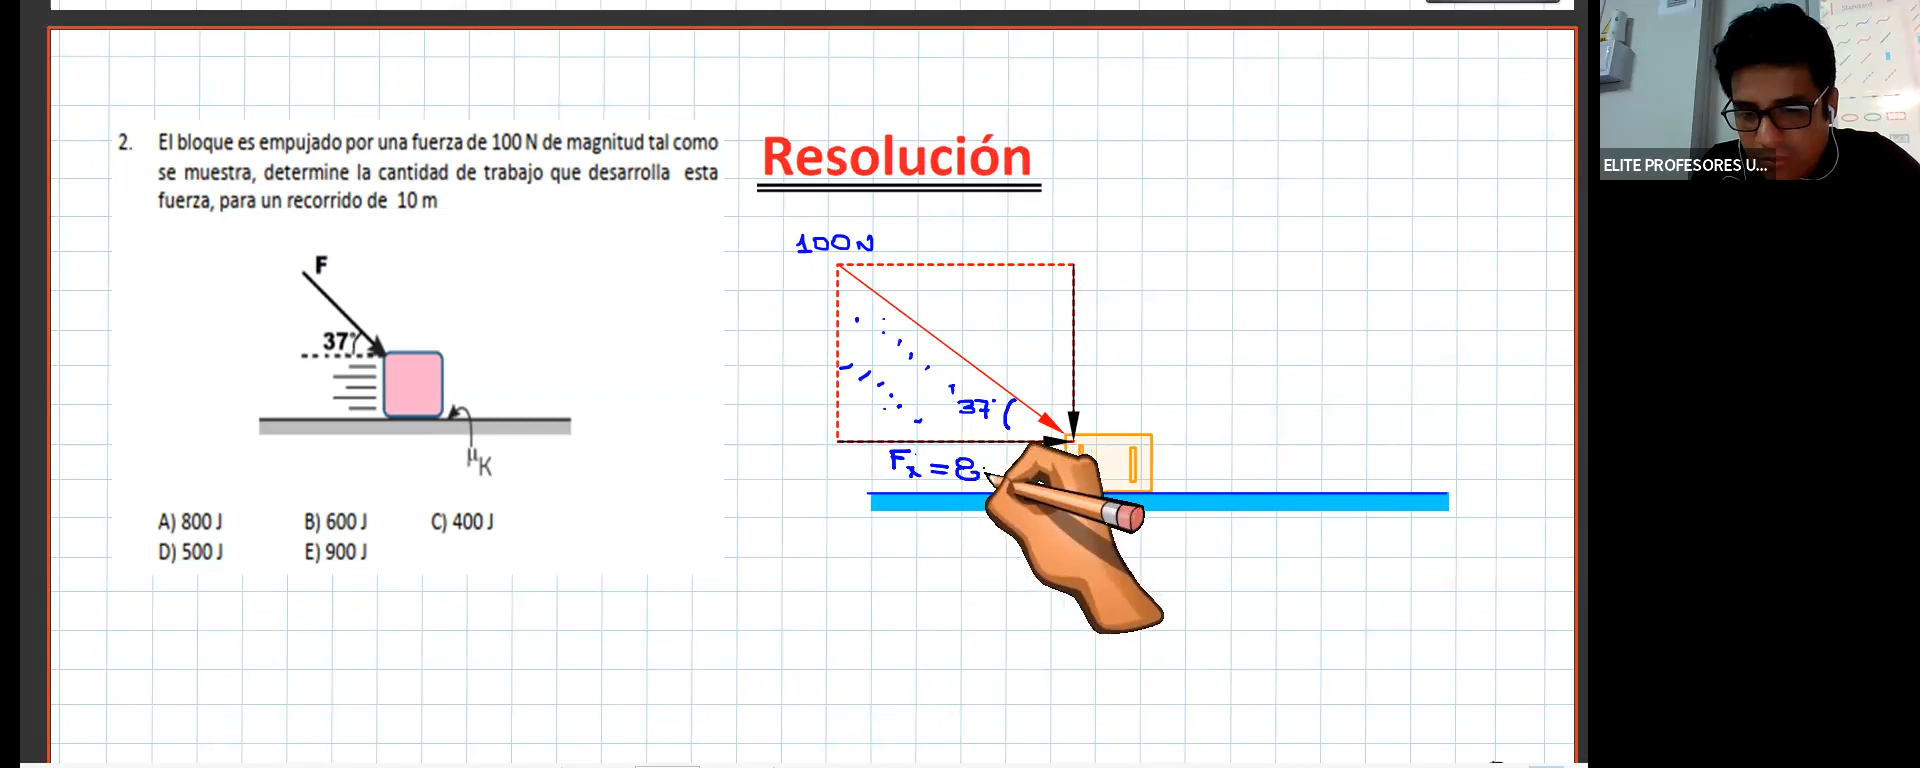 2. El bloque es empujado por una fuerza de 100 N de magnitud tal como
se muestra, determine la cantidad de trabajo que desarrolla esta
fuerza, para un recorrido de 10 m
F
37°
μK
A) 800 J B) 600 J C) 400 J
D) 500 J E) 900 J
Resolución
100N
37°
Fx = 8
ELITE PROFESORES U...
Standard